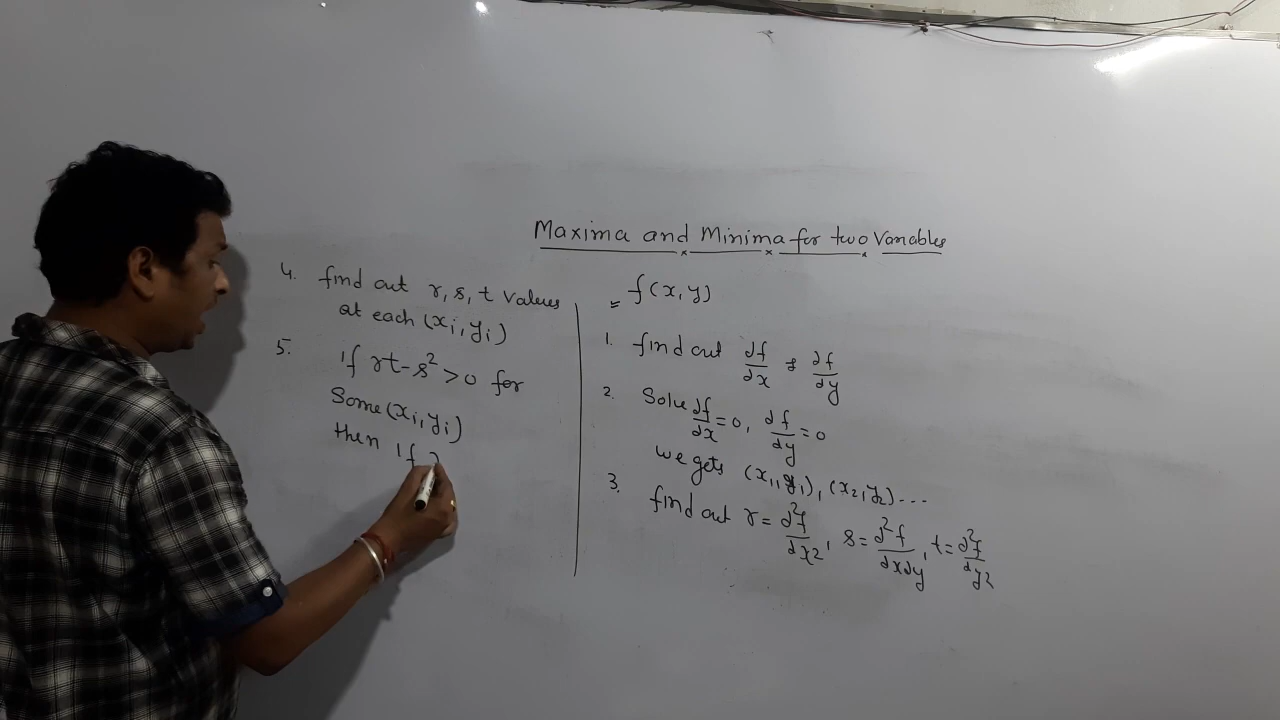 Maxima and Minima for two Variables
= f(x,y)
1. find out ∂f/∂x & ∂f/∂y
2. Solve ∂f/∂x = 0, ∂f/∂y = 0
we gets (x1,y1), (x2,y2)...
3. find out r = ∂²f/∂x2, s = ∂²f/∂x∂y, t = ∂²f/∂y2
4. find out r, s, t Values
at each (xi, yi)
5. if rt - s² > 0 for
Some (xi, yi)
then if